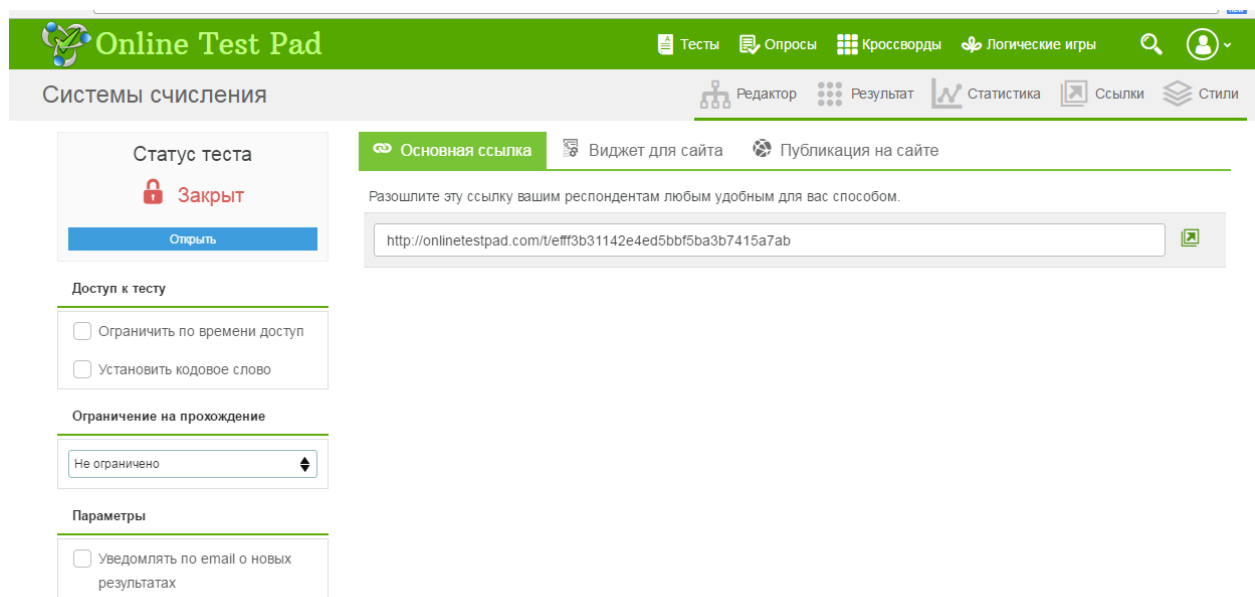 Online Test Pad
Тесты Опросы Кроссворды Логические игры
Системы счисления
Редактор Результат Статистика Ссылки Стили
Статус теста
Закрыт
Открыть
Доступ к тесту
Ограничить по времени доступ
Установить кодовое слово
Ограничение на прохождение
Не ограничено
Параметры
Уведомлять по email о новых
результатах
Основная ссылка Виджет для сайта Публикация на сайте
Разошлите эту ссылку вашим респондентам любым удобным для вас способом.
http://onlinetestpad.com/t/efff3b31142e4ed5bbf5ba3b7415a7ab